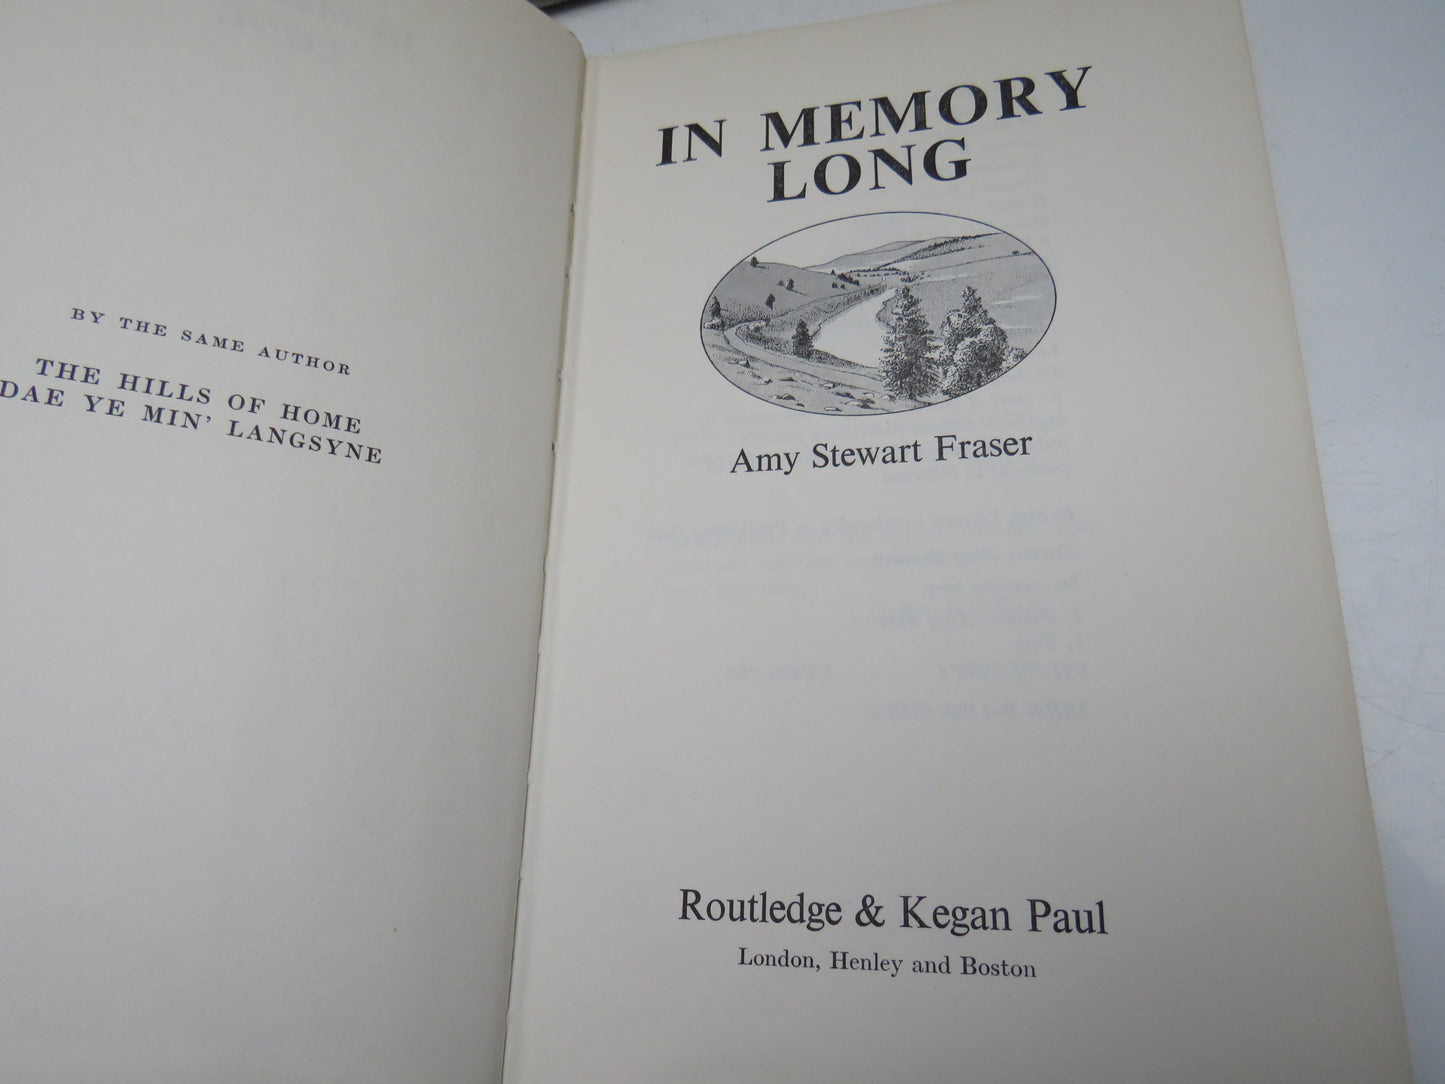 BY THE SAME AUTHOR
THE HILLS OF HOME
DAE YE MIN' LANGSYNE
IN MEMORY
LONG
Amy Stewart Fraser
Routledge & Kegan Paul
London, Henley and Boston